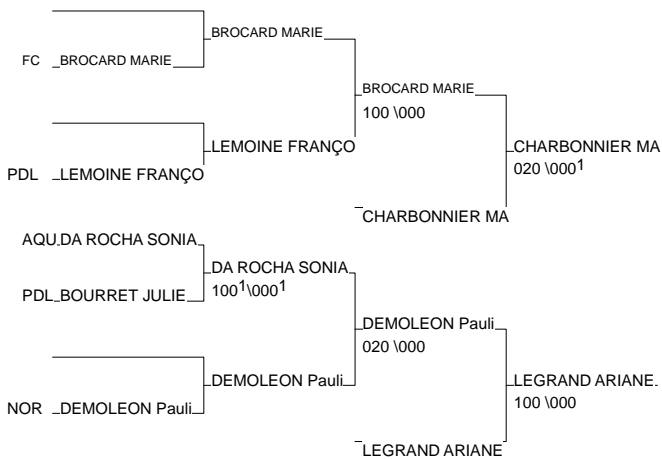 BROCARD MARIE
FC BROCARD MARIE
BROCARD MARIE
100 \000
LEMOINE FRANÇO
CHARBONNIER MA
020 \000¹
PDL LEMOINE FRANÇO
CHARBONNIER MA
AQU DA ROCHA SONIA
DA ROCHA SONIA
100¹\000¹
PDL BOURRET JULIE
DEMOLEON Pauli
020 \000
DEMOLEON Pauli
LEGRAND ARIANE
100 \000
NOR DEMOLEON Pauli
LEGRAND ARIANE